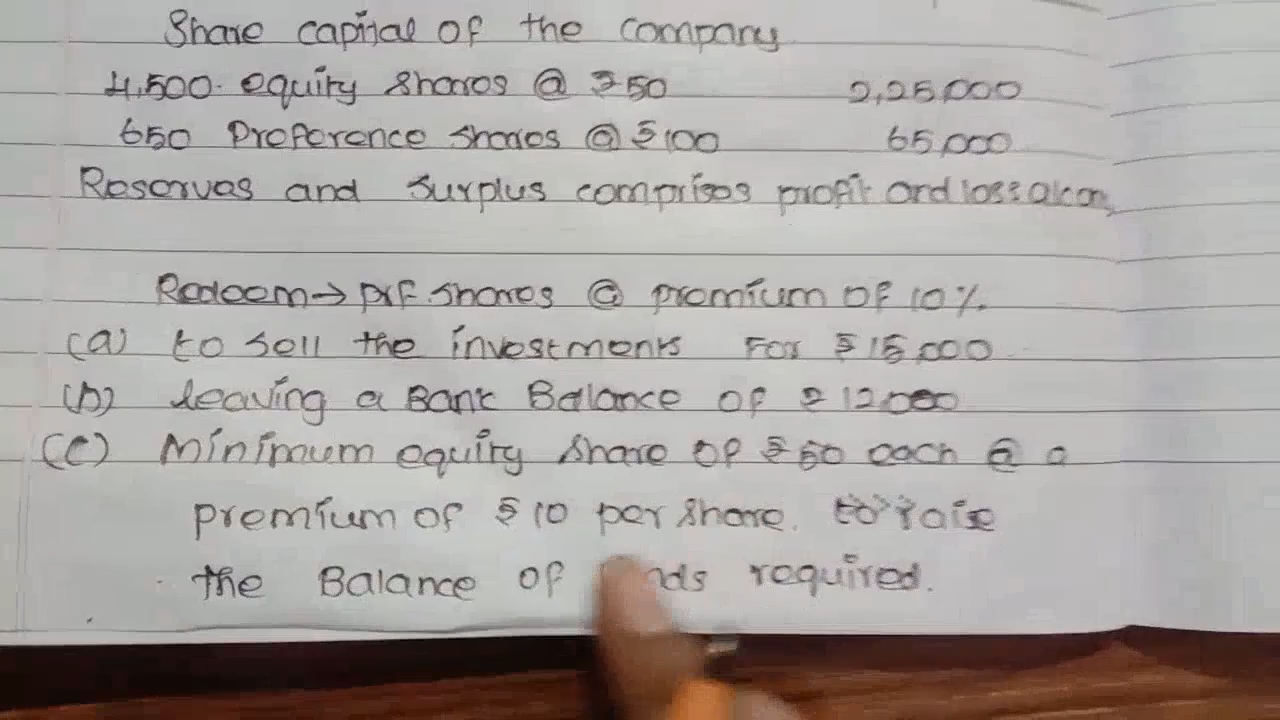 Share capital of the company
4,500 equity shares @ ₹50 2,25,000
650 Preference shares @ ₹100 65,000
Reserves and surplus comprises profit and loss a/c on
Redeem → prf. shares @ premium of 10%.
(a) to sell the investments For ₹15,000
(b) leaving a Bank Balance of ₹12000
(c) Minimum equity share of ₹50 each @ a
premium of ₹10 per share. to raise
the Balance of required.